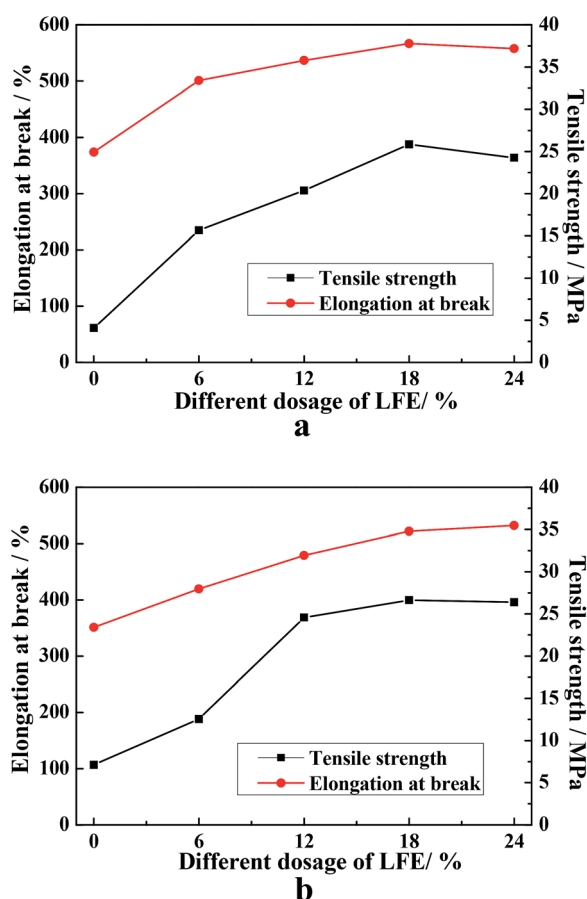 600
500
400
300
200
100
0
Elongation at break / %
40
35
30
25
20
15
10
5
0
Tensile strength / MPa
Tensile strength
Elongation at break
0 6 12 18 24
Different dosage of LFE/ %
a
600
500
400
300
200
100
0
Elongation at break / %
40
35
30
25
20
15
10
5
0
Tensile strength / MPa
Tensile strength
Elongation at break
0 6 12 18 24
Different dosage of LFE/ %
b